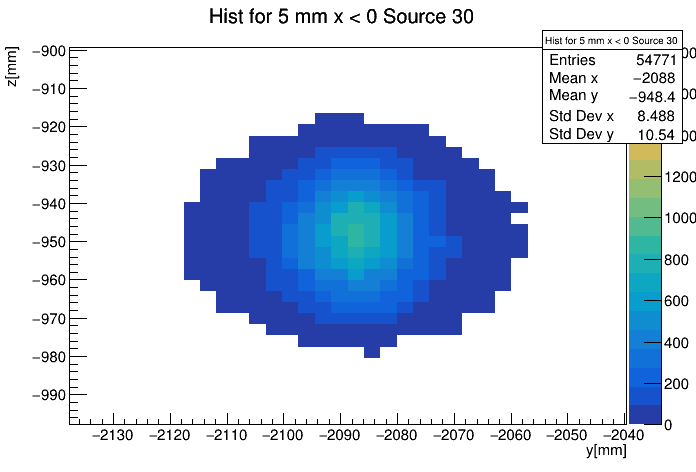 Hist for 5 mm x < 0 Source 30
Hist for 5 mm x < 0 Source 30
Entries 54771
Mean x −2088
Mean y −948.4
Std Dev x 8.488
Std Dev y 10.54
z[mm]
−900
−910
−920
−930
−940
−950
−960
−970
−980
−990
1200
1000
800
600
400
200
0
−2130 −2120 −2110 −2100 −2090 −2080 −2070 −2060 −2050 −2040
y[mm]